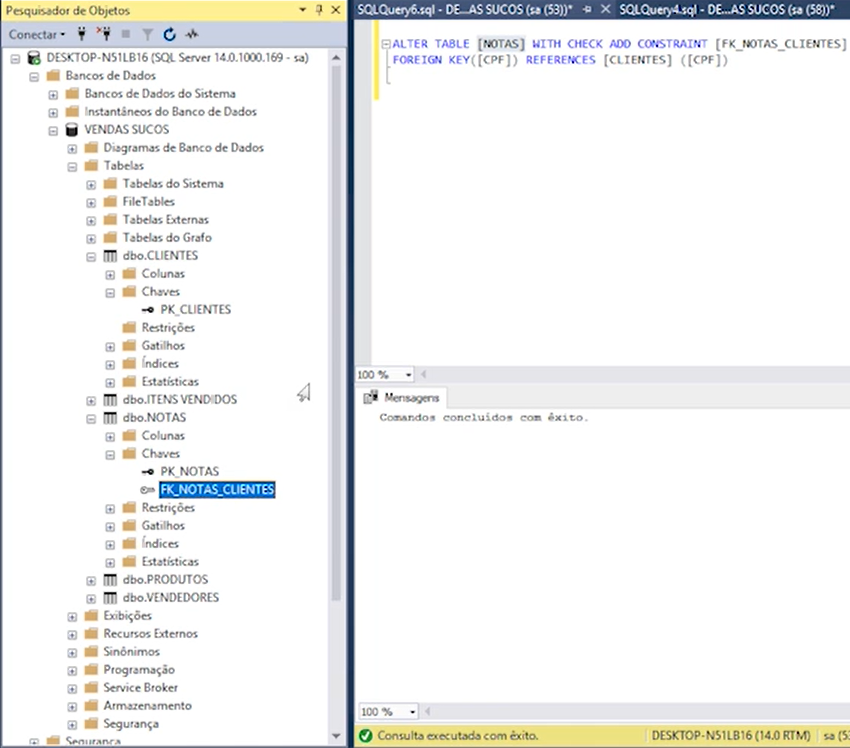 Pesquisador de Objetos
Conectar
DESKTOP-N51LB16 (SQL Server 14.0.1000.169 - sa)
Bancos de Dados
Bancos de Dados do Sistema
Instantâneos do Banco de Dados
VENDAS SUCOS
Diagramas de Banco de Dados
Tabelas
Tabelas do Sistema
FileTables
Tabelas Externas
Tabelas do Grafo
dbo.CLIENTES
Colunas
Chaves
PK_CLIENTES
Restrições
Gatilhos
Índices
Estatísticas
dbo.ITENS VENDIDOS
dbo.NOTAS
Colunas
Chaves
PK_NOTAS
FK_NOTAS_CLIENTES
Restrições
Gatilhos
Índices
Estatísticas
dbo.PRODUTOS
dbo.VENDEDORES
Exibições
Recursos Externos
Sinônimos
Programação
Service Broker
Armazenamento
Segurança
Segurança
SQLQuery6.sql - DE...AS SUCOS (sa (53))* SQLQuery4.sql - DE...AS SUCOS (sa (58))*
ALTER TABLE [NOTAS] WITH CHECK ADD CONSTRAINT [FK_NOTAS_CLIENTES]
FOREIGN KEY([CPF]) REFERENCES [CLIENTES] ([CPF])
100 %
Mensagens
Comandos concluídos com êxito.
100 %
Consulta executada com êxito. DESKTOP-N51LB16 (14.0 RTM) sa (53